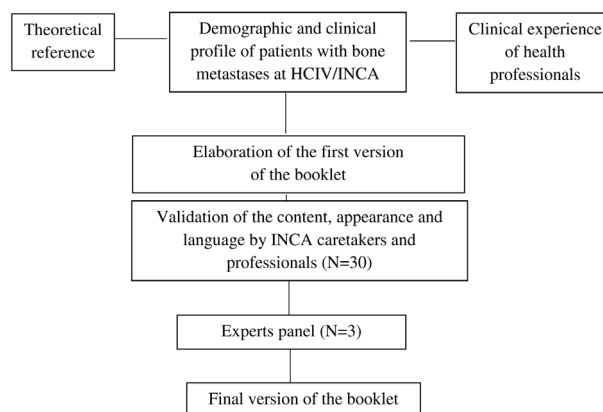 Theoretical
reference
Demographic and clinical
profile of patients with bone
metastases at HCIV/INCA
Clinical experience
of health
professionals
Elaboration of the first version
of the booklet
Validation of the content, appearance and
language by INCA caretakers and
professionals (N=30)
Experts panel (N=3)
Final version of the booklet